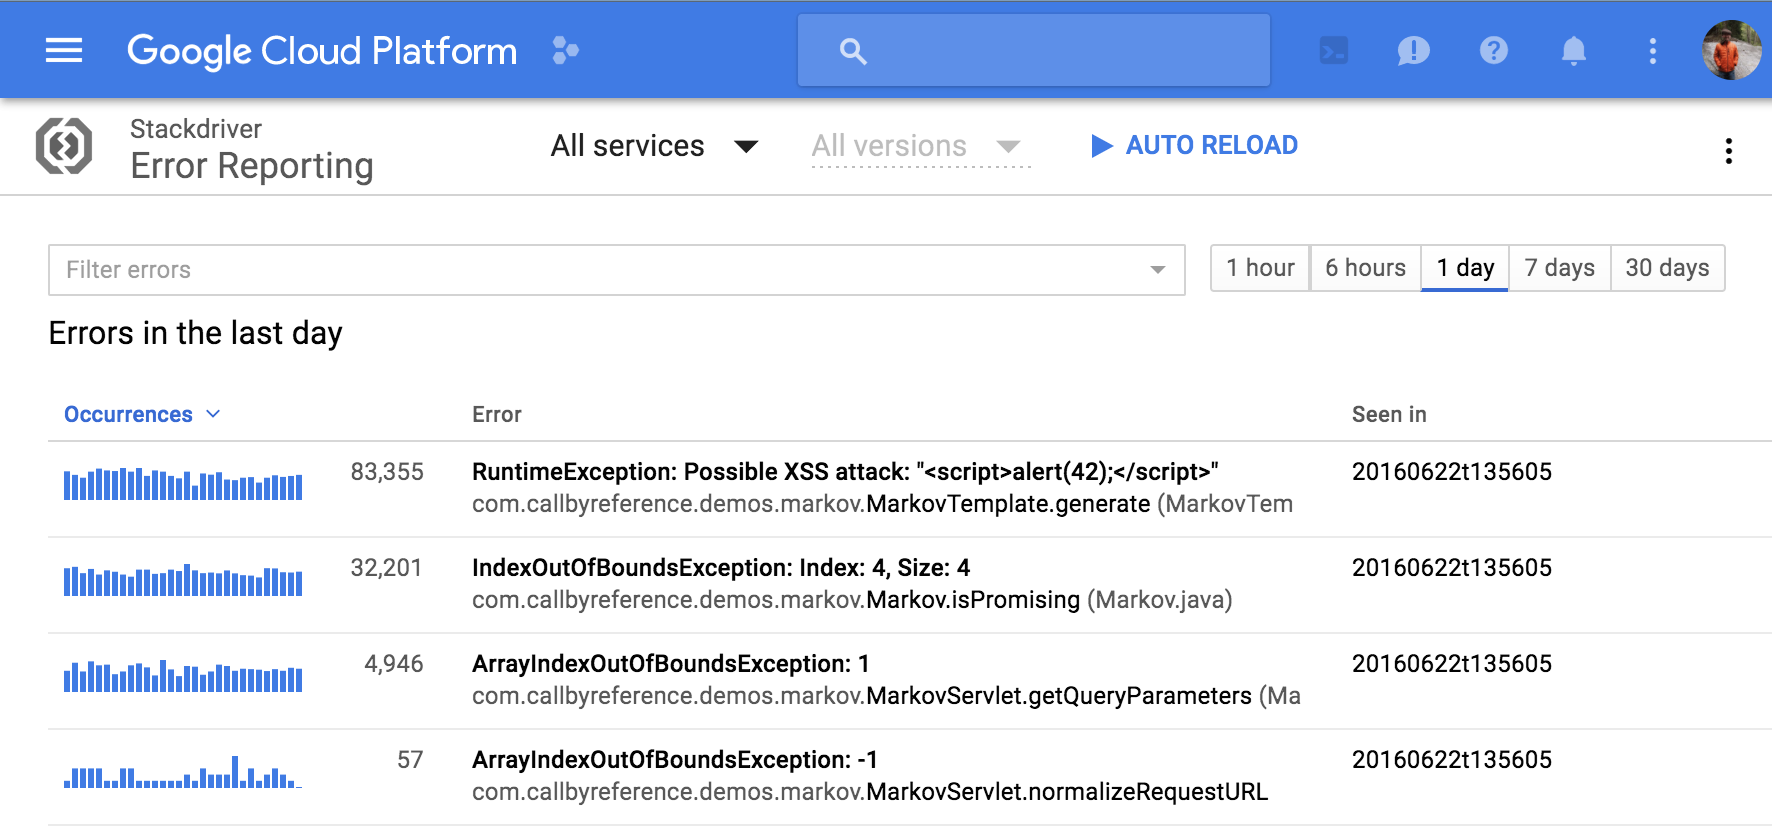 Google Cloud Platform
Stackdriver
Error Reporting
All services
All versions
AUTO RELOAD
Filter errors
1 hour
6 hours
1 day
7 days
30 days
Errors in the last day
Occurrences
Error
Seen in
83,355
RuntimeException: Possible XSS attack: "<script>alert(42);</script>"
20160622t135605
com.callbyreference.demos.markov.MarkovTemplate.generate (MarkovTem
32,201
IndexOutOfBoundsException: Index: 4, Size: 4
20160622t135605
com.callbyreference.demos.markov.Markov.isPromising (Markov.java)
4,946
ArrayIndexOutOfBoundsException: 1
20160622t135605
com.callbyreference.demos.markov.MarkovServlet.getQueryParameters (Ma
57
ArrayIndexOutOfBoundsException: -1
20160622t135605
com.callbyreference.demos.markov.MarkovServlet.normalizeRequestURL